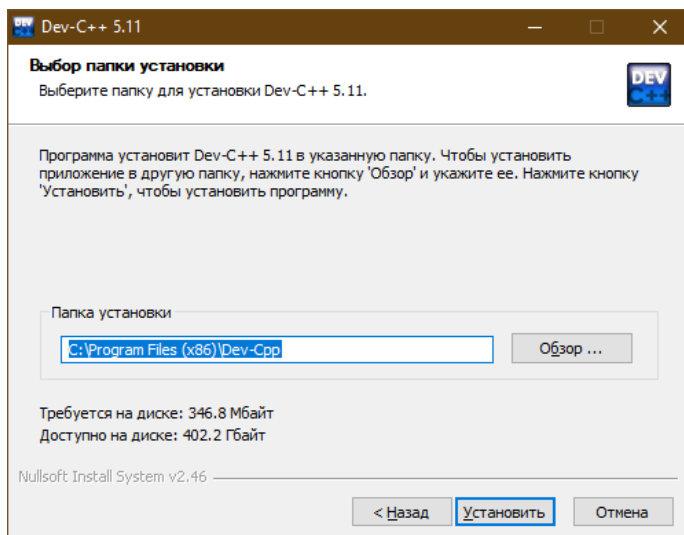 DEV C++ Dev-C++ 5.11
Выбор папки установки
Выберите папку для установки Dev-C++ 5.11.
DEV
C++
Программа установит Dev-C++ 5.11 в указанную папку. Чтобы установить
приложение в другую папку, нажмите кнопку 'Обзор' и укажите ее. Нажмите кнопку
'Установить', чтобы установить программу.
Папка установки
C:\Program Files (x86)\Dev-Cpp
Обзор ...
Требуется на диске: 346.8 Мбайт
Доступно на диске: 402.2 Гбайт
Nullsoft Install System v2.46
< Назад Установить Отмена